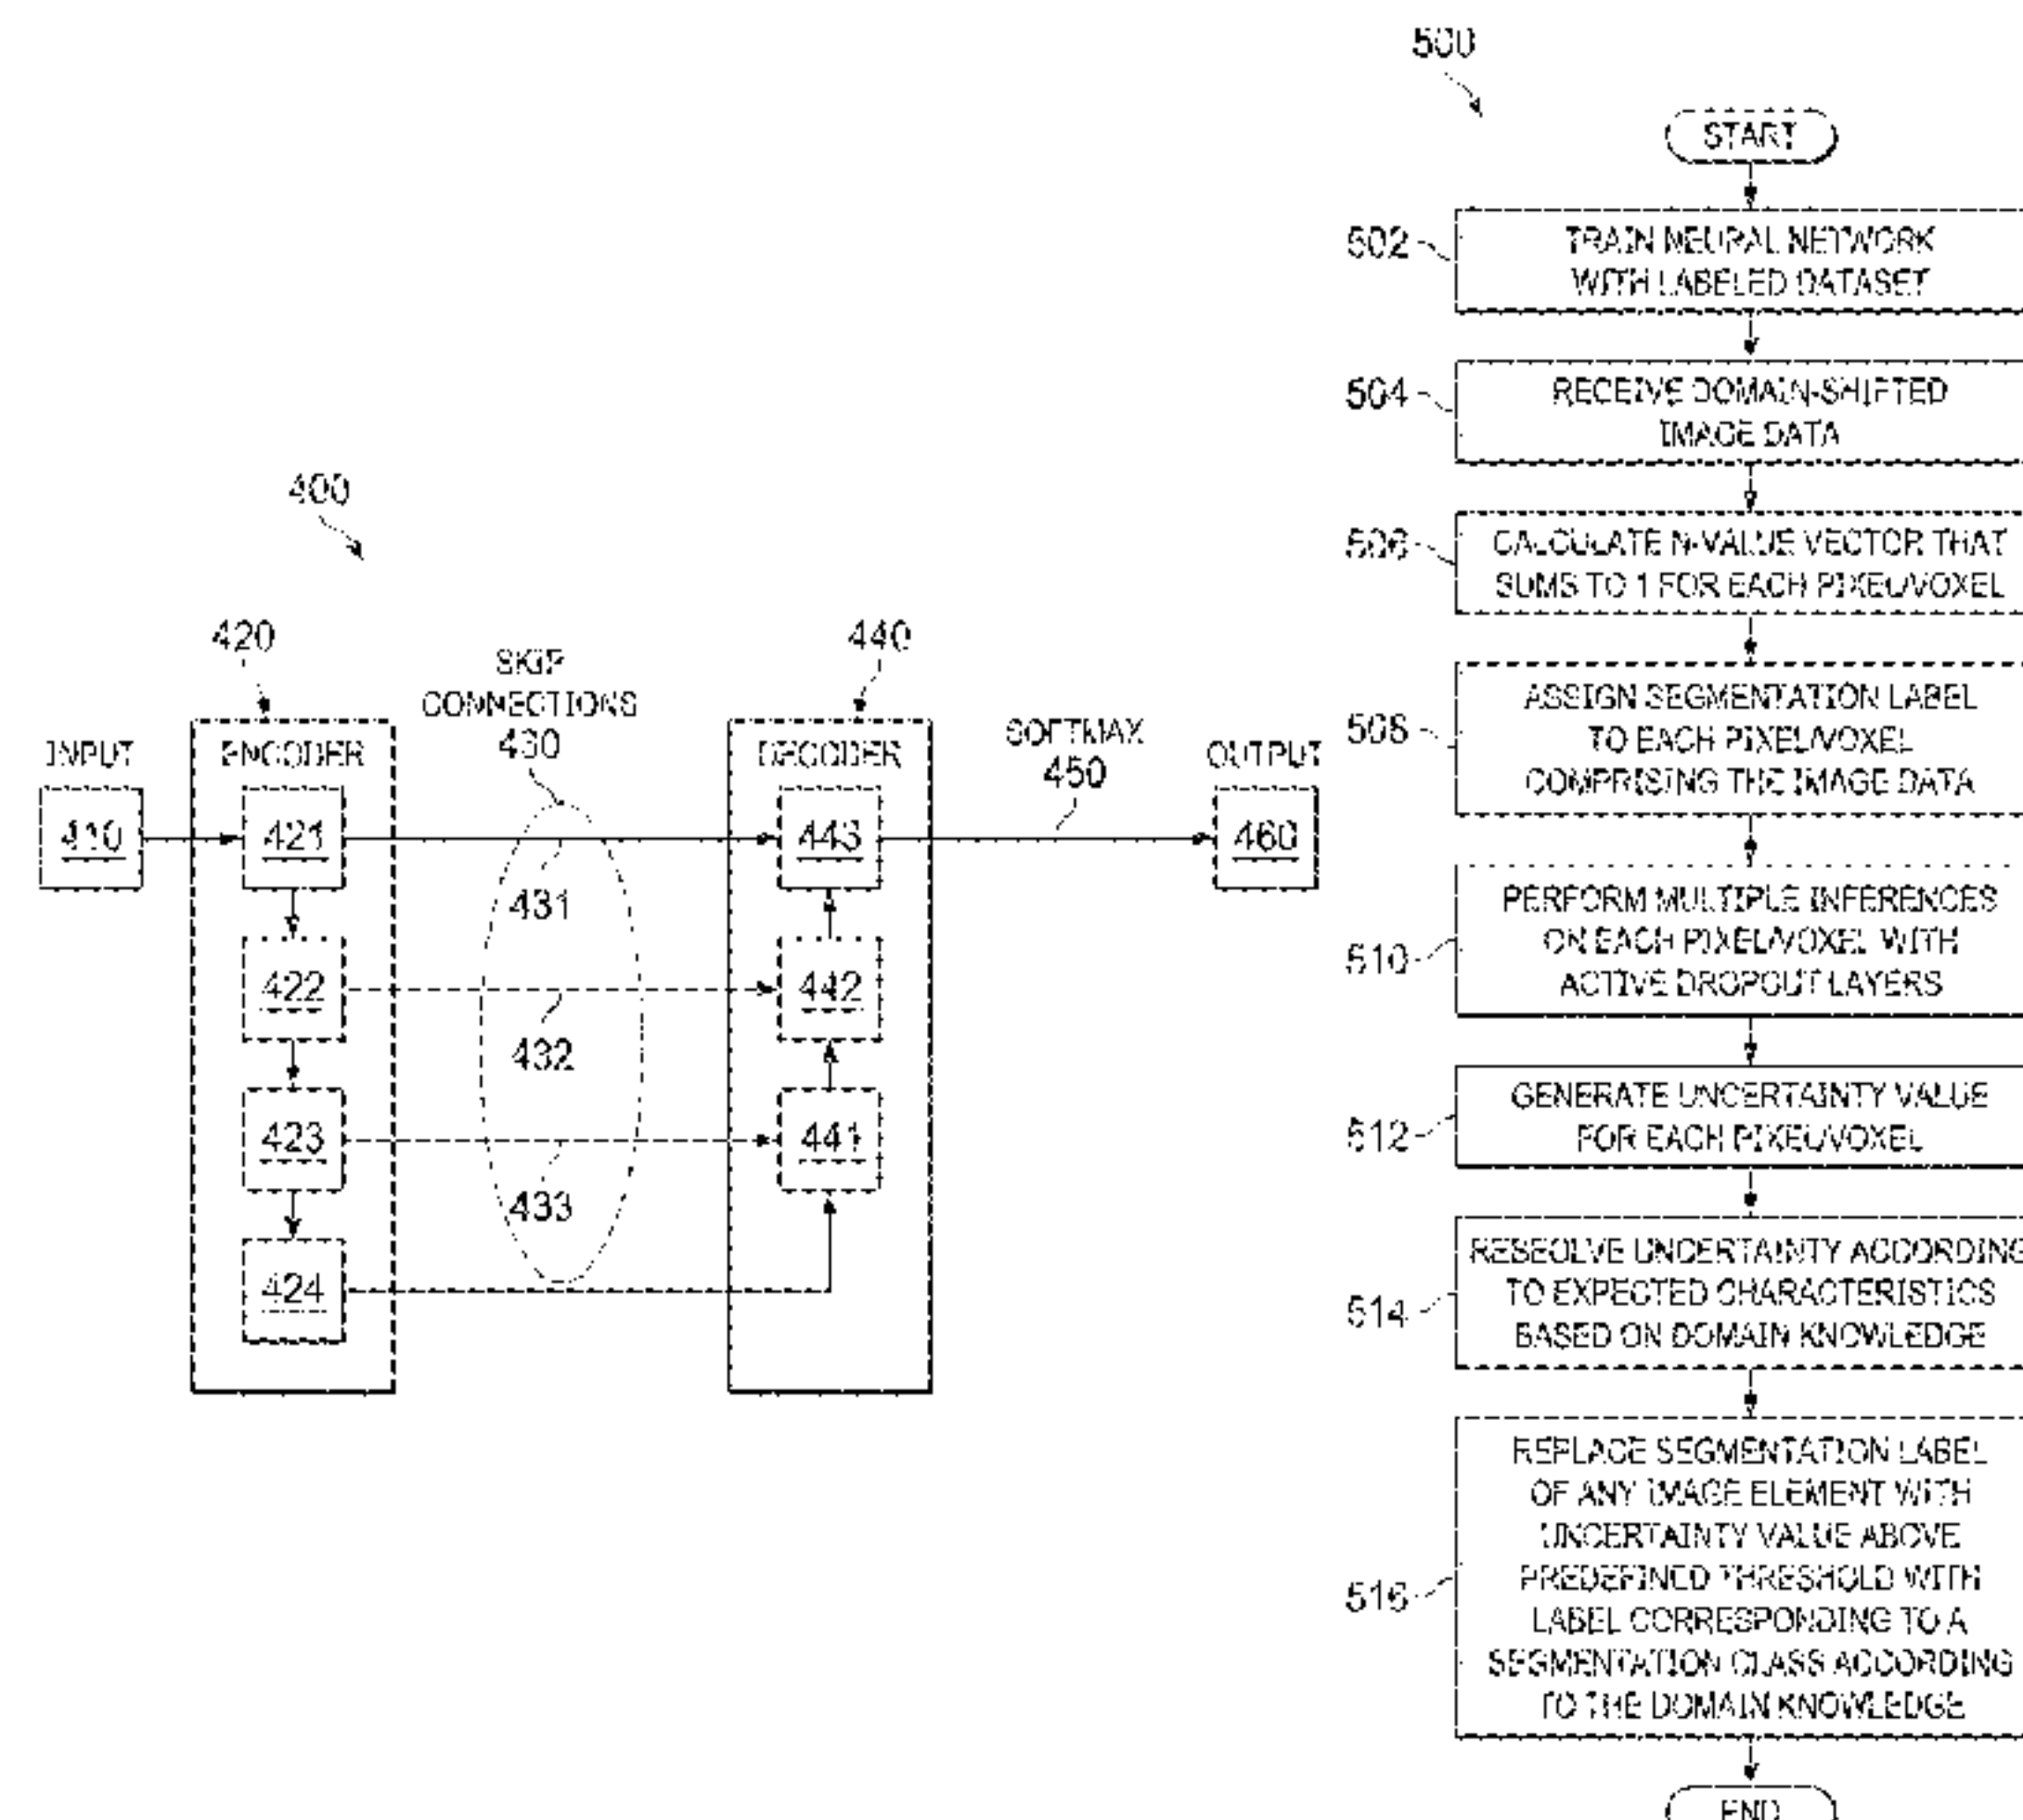 400
420
440
SKIP
CONNECTIONS
430
SOFTMAX
450
INPUT
ENCODER
DECODER
OUTPUT
410
421
443
460
431
422
442
432
423
441
433
424
500
START
502
TRAIN NEURAL NETWORK
WITH LABELED DATASET
504
RECEIVE DOMAIN-SHIFTED
IMAGE DATA
506
CALCULATE N-VALUE VECTOR THAT
SUMS TO 1 FOR EACH PIXEL/VOXEL
508
ASSIGN SEGMENTATION LABEL
TO EACH PIXEL/VOXEL
COMPRISING THE IMAGE DATA
510
PERFORM MULTIPLE INFERENCES
ON EACH PIXEL/VOXEL WITH
ACTIVE DROPOUT LAYERS
512
GENERATE UNCERTAINTY VALUE
FOR EACH PIXEL/VOXEL
514
RESEOLVE UNCERTAINTY ACCORDING
TO EXPECTED CHARACTERISTICS
BASED ON DOMAIN KNOWLEDGE
516
REPLACE SEGMENTATION LABEL
OF ANY IMAGE ELEMENT WITH
UNCERTAINTY VALUE ABOVE
PREDEFINED THRESHOLD WITH
LABEL CORRESPONDING TO A
SEGMENTATION CLASS ACCORDING
TO THE DOMAIN KNOWLEDGE
END